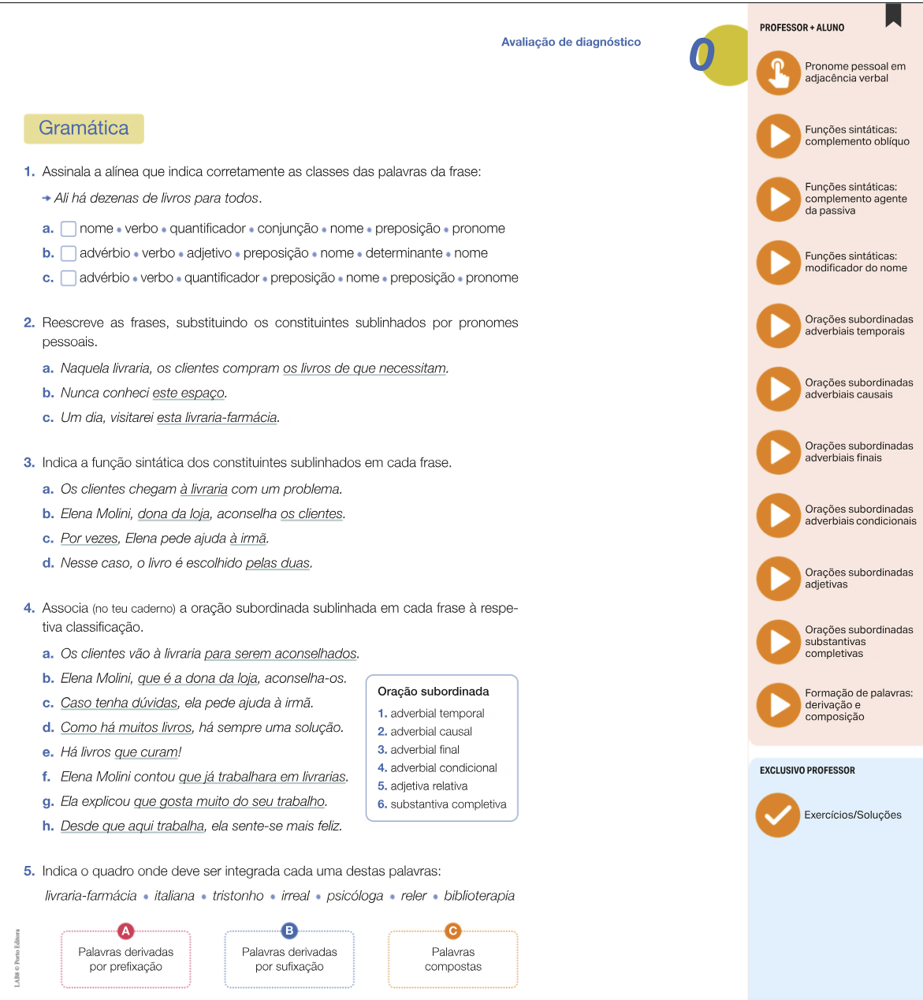 Avaliação de diagnóstico
0
Gramática
1. Assinala a alínea que indica corretamente as classes das palavras da frase:
➜ Ali há dezenas de livros para todos.
a. nome • verbo • quantificador • conjunção • nome • preposição • pronome
b. advérbio • verbo • adjetivo • preposição • nome • determinante • nome
c. advérbio • verbo • quantificador • preposição • nome • preposição • pronome
2. Reescreve as frases, substituindo os constituintes sublinhados por pronomes
pessoais.
a. Naquela livraria, os clientes compram os livros de que necessitam.
b. Nunca conheci este espaço.
c. Um dia, visitarei esta livraria-farmácia.
3. Indica a função sintática dos constituintes sublinhados em cada frase.
a. Os clientes chegam à livraria com um problema.
b. Elena Molini, dona da loja, aconselha os clientes.
c. Por vezes, Elena pede ajuda à irmã.
d. Nesse caso, o livro é escolhido pelas duas.
4. Associa (no teu caderno) a oração subordinada sublinhada em cada frase à respe-
tiva classificação.
a. Os clientes vão à livraria para serem aconselhados.
b. Elena Molini, que é a dona da loja, aconselha-os.
c. Caso tenha dúvidas, ela pede ajuda à irmã.
d. Como há muitos livros, há sempre uma solução.
e. Há livros que curam!
f. Elena Molini contou que já trabalhara em livrarias.
g. Ela explicou que gosta muito do seu trabalho.
h. Desde que aqui trabalha, ela sente-se mais feliz.
Oração subordinada
1. adverbial temporal
2. adverbial causal
3. adverbial final
4. adverbial condicional
5. adjetiva relativa
6. substantiva completiva
5. Indica o quadro onde deve ser integrada cada uma destas palavras:
livraria-farmácia • italiana • tristonho • irreal • psicóloga • reler • biblioterapia
A
Palavras derivadas
por prefixação
B
Palavras derivadas
por sufixação
C
Palavras
compostas
LAB8 © Porto Editora
PROFESSOR + ALUNO
Pronome pessoal em
adjacência verbal
Funções sintáticas:
complemento oblíquo
Funções sintáticas:
complemento agente
da passiva
Funções sintáticas:
modificador do nome
Orações subordinadas
adverbiais temporais
Orações subordinadas
adverbiais causais
Orações subordinadas
adverbiais finais
Orações subordinadas
adverbiais condicionais
Orações subordinadas
adjetivas
Orações subordinadas
substantivas
completivas
Formação de palavras:
derivação e
composição
EXCLUSIVO PROFESSOR
Exercícios/Soluções